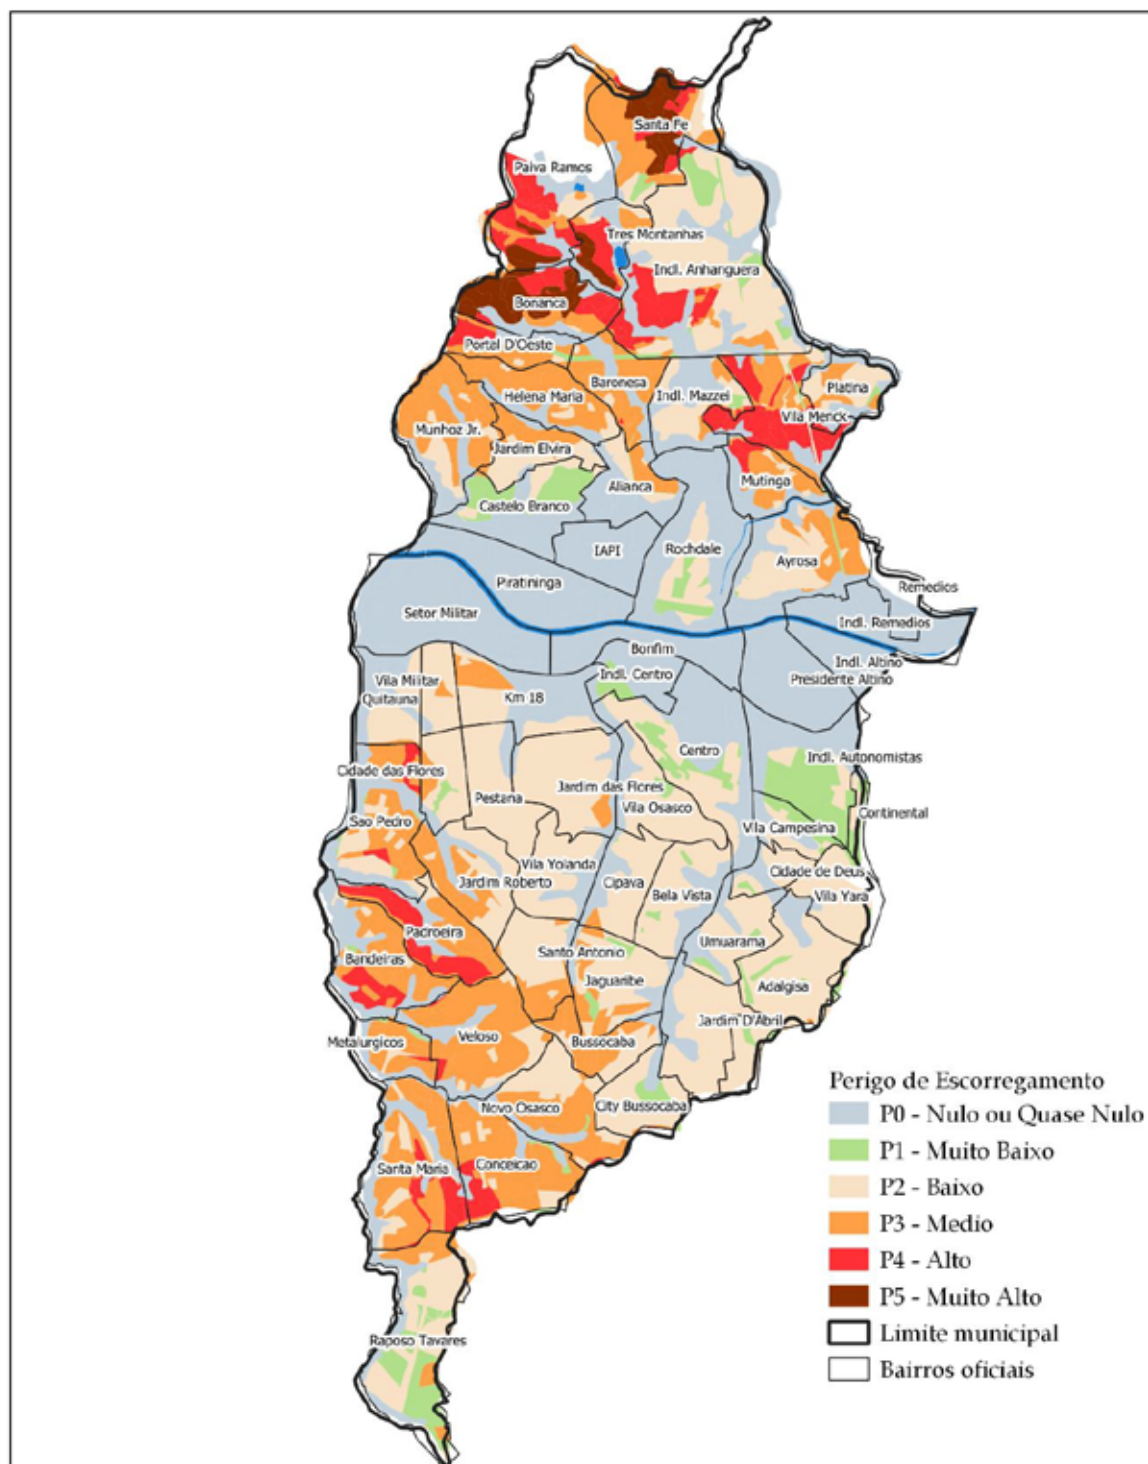 Santa Fe
Paiva Ramos
Tres Montanhas
Indl. Anhanguera
Bonanca
Portal D'Oeste
Baronesa
Platina
Helena Maria
Indl. Mazzei
Vila Menck
Munhoz Jr.
Jardim Elvira
Mutinga
Alianca
Castelo Branco
IAPI
Rochdale
Ayrosa
Piratininga
Remedios
Setor Militar
Indl. Remedios
Bonfim
Indl. Altino
Indl. Centro
Vila Militar
Presidente Altino
Quitauna
Km 18
Centro
Indl. Autonomistas
Cidade das Flores
Jardim das Flores
Pestana
Vila Osasco
Continental
Sao Pedro
Vila Campesina
Vila Yolanda
Cidade de Deus
Jardim Roberto
Cipava
Bela Vista
Vila Yara
Padroeira
Umuarama
Santo Antonio
Bandeiras
Jaguaribe
Adalgisa
Jardim D'Abril
Veloso
Metalurgicos
Bussocaba
Novo Osasco
City Bussocaba
Conceicao
Santa Maria
Raposo Tavares
Perigo de Escorregamento
P0 - Nulo ou Quase Nulo
P1 - Muito Baixo
P2 - Baixo
P3 - Medio
P4 - Alto
P5 - Muito Alto
Limite municipal
Bairros oficiais